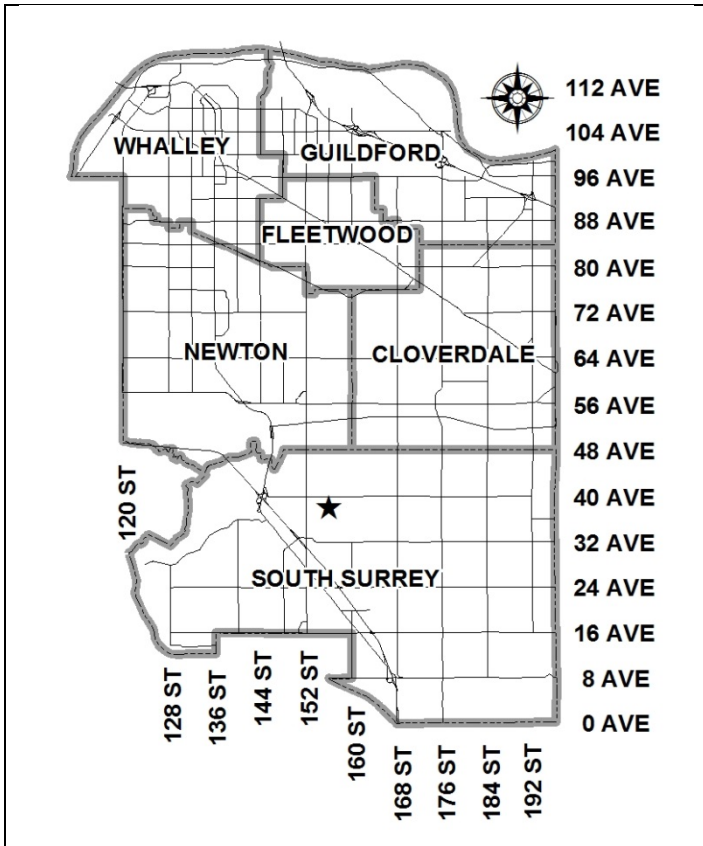 112 AVE
104 AVE
WHALLEY
GUILDFORD
96 AVE
88 AVE
FLEETWOOD
80 AVE
72 AVE
NEWTON
CLOVERDALE
64 AVE
56 AVE
48 AVE
120 ST
40 AVE
32 AVE
SOUTH SURREY
24 AVE
16 AVE
8 AVE
0 AVE
128 ST
136 ST
144 ST
152 ST
160 ST
168 ST
176 ST
184 ST
192 ST